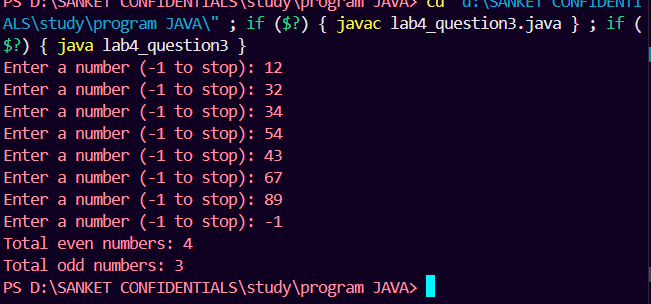 PS D:\SANKET CONFIDENTIALS\study\program JAVA> cd "d:\SANKET CONFIDENTI
ALS\study\program JAVA\" ; if ($?) { javac lab4_question3.java } ; if (
$?) { java lab4_question3 }
Enter a number (-1 to stop): 12
Enter a number (-1 to stop): 32
Enter a number (-1 to stop): 34
Enter a number (-1 to stop): 54
Enter a number (-1 to stop): 43
Enter a number (-1 to stop): 67
Enter a number (-1 to stop): 89
Enter a number (-1 to stop): -1
Total even numbers: 4
Total odd numbers: 3
PS D:\SANKET CONFIDENTIALS\study\program JAVA>